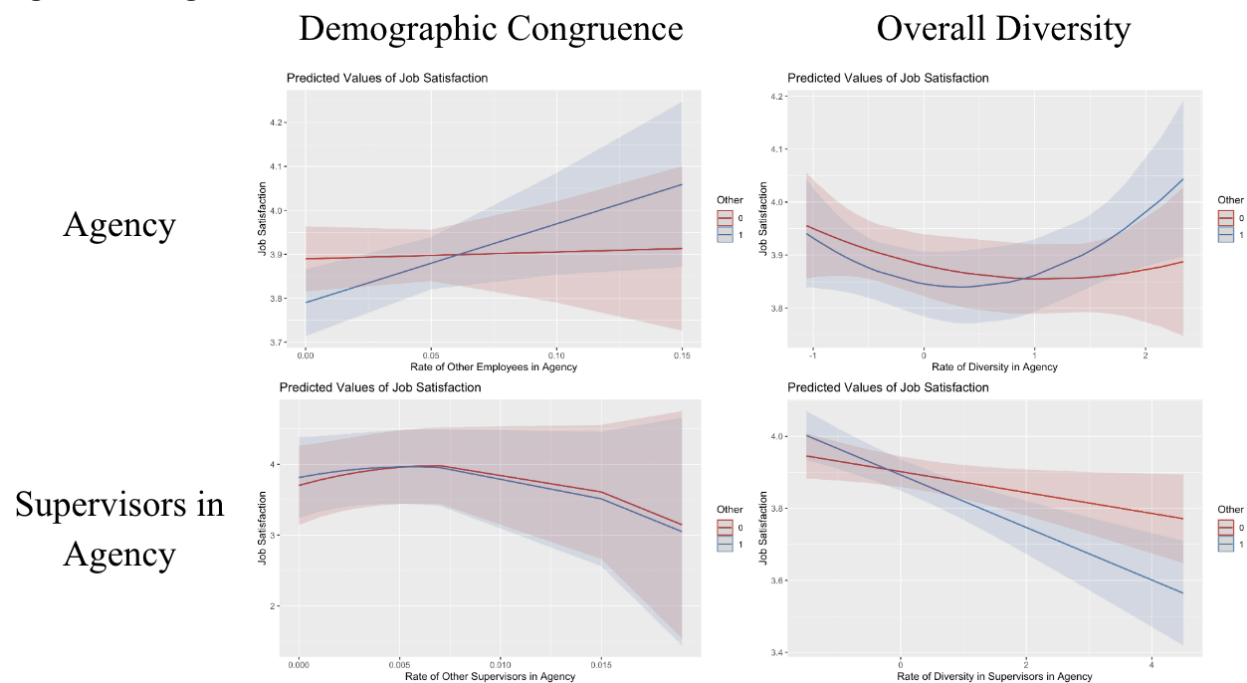 Demographic Congruence
Overall Diversity
Agency
Predicted Values of Job Satisfaction
4.2
4.1
4.0
3.9
3.8
3.7
Job Satisfaction
0.00
0.05
0.10
0.15
Rate of Other Employees in Agency
Other
0
1
Predicted Values of Job Satisfaction
4.2
4.1
4.0
3.9
3.8
Job Satisfaction
-1
0
1
2
Rate of Diversity in Agency
Other
0
1
Supervisors in
Agency
Predicted Values of Job Satisfaction
4
3
2
Job Satisfaction
0.000
0.005
0.010
0.015
Rate of Other Supervisors in Agency
Other
0
1
Predicted Values of Job Satisfaction
4.0
3.8
3.6
3.4
Job Satisfaction
0
2
4
Rate of Diversity in Supervisors in Agency
Other
0
1